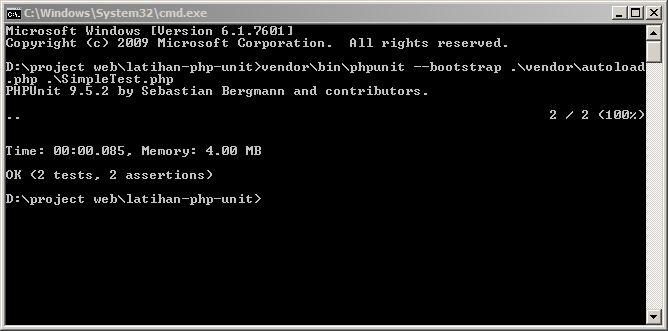 C:\Windows\System32\cmd.exe
Microsoft Windows [Version 6.1.7601]
Copyright (c) 2009 Microsoft Corporation.  All rights reserved.
D:\project web\latihan-php-unit>vendor\bin\phpunit --bootstrap .\vendor\autoload
.php .\SimpleTest.php
PHPUnit 9.5.2 by Sebastian Bergmann and contributors.
.. 2 / 2 (100%)
Time: 00:00.085, Memory: 4.00 MB
OK (2 tests, 2 assertions)
D:\project web\latihan-php-unit>